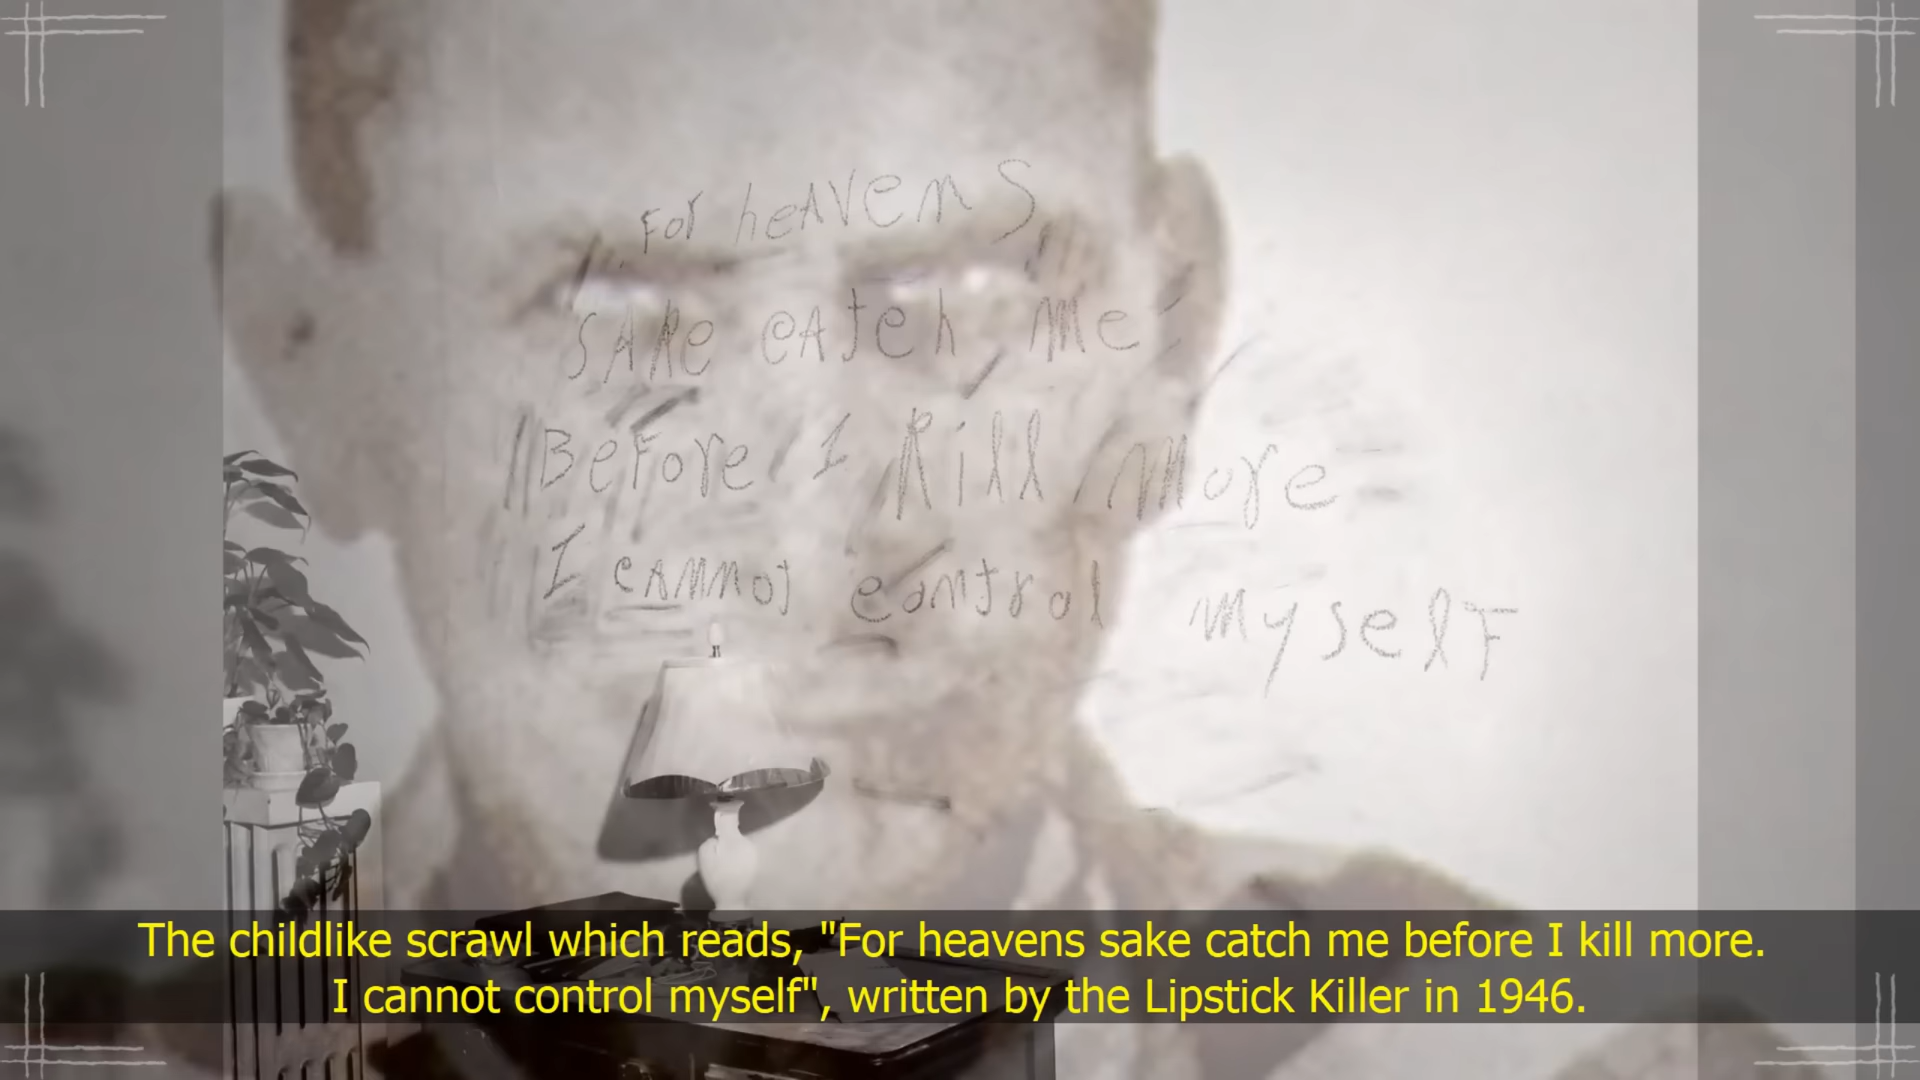 For heAVens
SAKe cATch me
BeFore I Kill more
I cAnnoT conTrol myselF
The childlike scrawl which reads, "For heavens sake catch me before I kill more.
I cannot control myself", written by the Lipstick Killer in 1946.